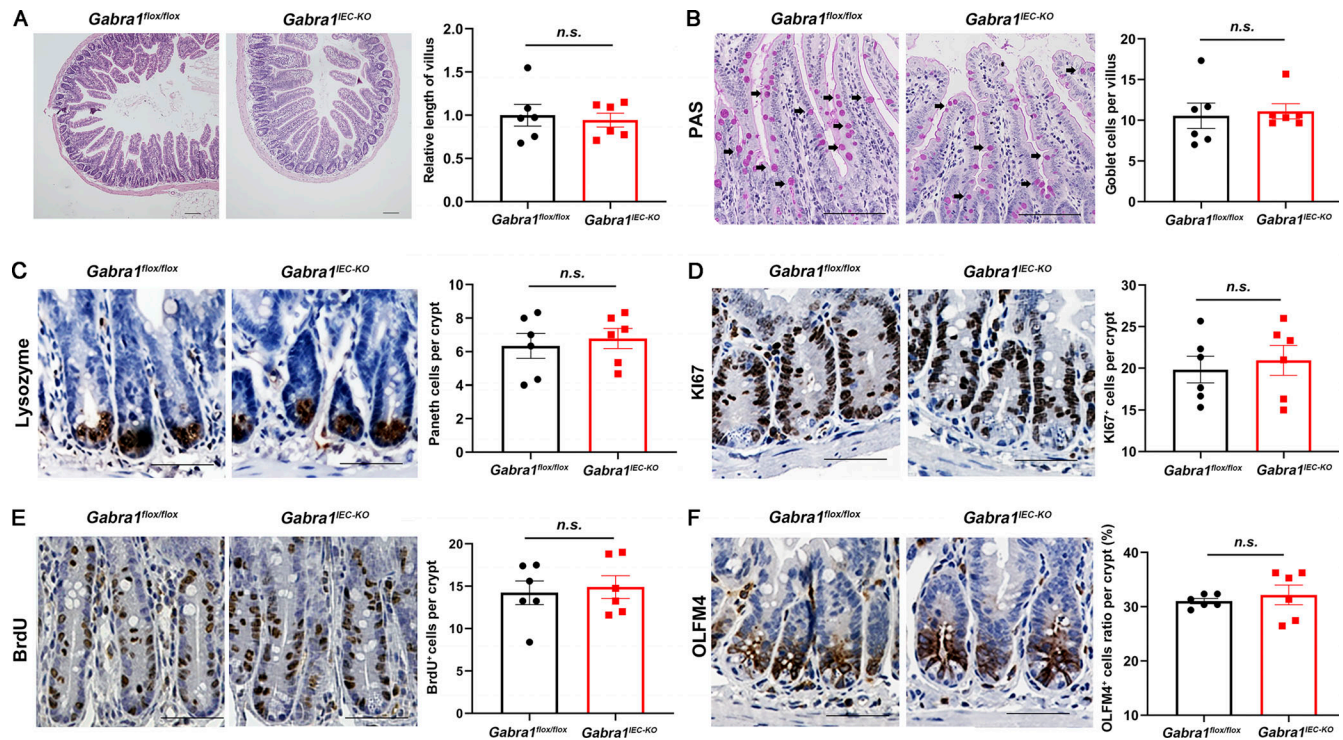 A
Gabra1flox/flox
Gabra1IEC-KO
Relative length of villus
2.0
1.5
1.0
0.5
0.0
n.s.
Gabra1flox/flox
Gabra1IEC-KO
B
PAS
Gabra1flox/flox
Gabra1IEC-KO
Goblet cells per villus
20
15
10
5
0
n.s.
Gabra1flox/flox
Gabra1IEC-KO
C
Lysozyme
Gabra1flox/flox
Gabra1IEC-KO
Paneth cells per crypt
10
8
6
4
2
0
n.s.
Gabra1flox/flox
Gabra1IEC-KO
D
KI67
Gabra1flox/flox
Gabra1IEC-KO
KI67+ cells per crypt
30
25
20
15
10
n.s.
Gabra1flox/flox
Gabra1IEC-KO
E
BrdU
Gabra1flox/flox
Gabra1IEC-KO
BrdU+ cells per crypt
20
15
10
5
0
n.s.
Gabra1flox/flox
Gabra1IEC-KO
F
OLFM4
Gabra1flox/flox
Gabra1IEC-KO
OLFM4+ cells ratio per crypt (%)
40
30
20
10
n.s.
Gabra1flox/flox
Gabra1IEC-KO